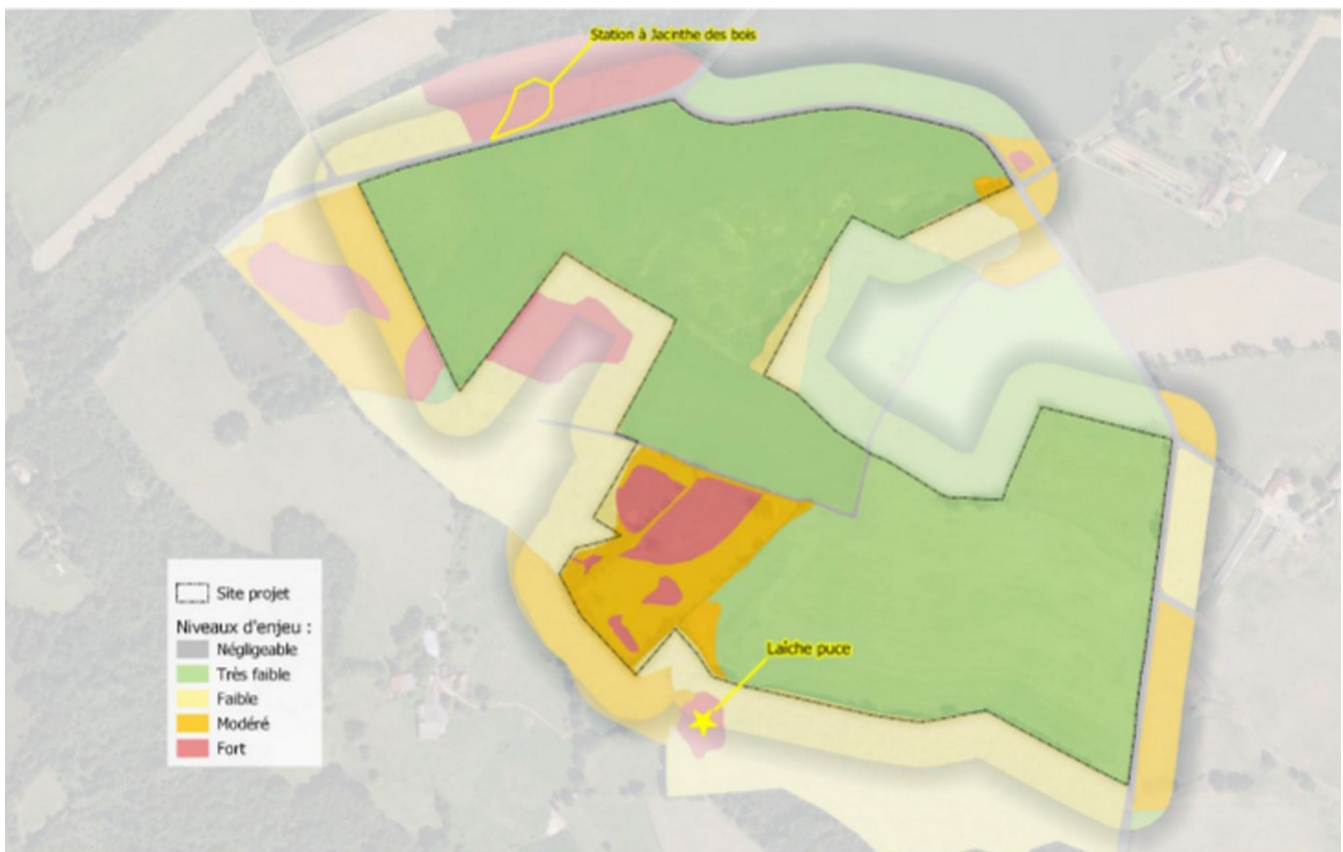 Station à Jacinthe des bois
Laîche puce
Site projet
Niveaux d'enjeu :
Négligeable
Très faible
Faible
Modéré
Fort